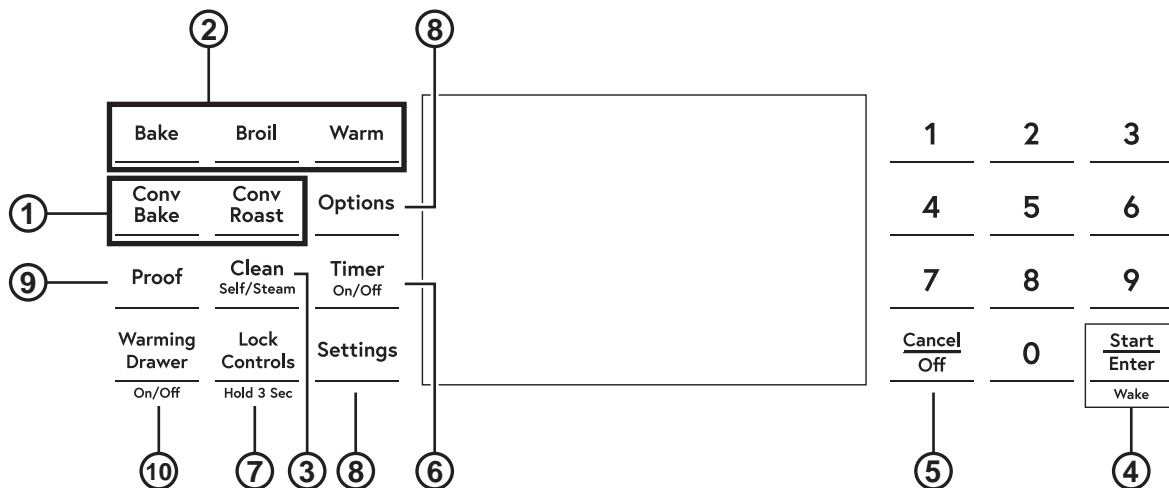 2
8
Bake Broil Warm
1 2 3
1
Conv Bake
Conv Roast
Options
4 5 6
9
Proof
Clean
Self/Steam
Timer
On/Off
7 8 9
Warming
Drawer
On/Off
Lock
Controls
Hold 3 Sec
Settings
Cancel
Off
0
Start
Enter
Wake
10
7
3
8
6
5
4